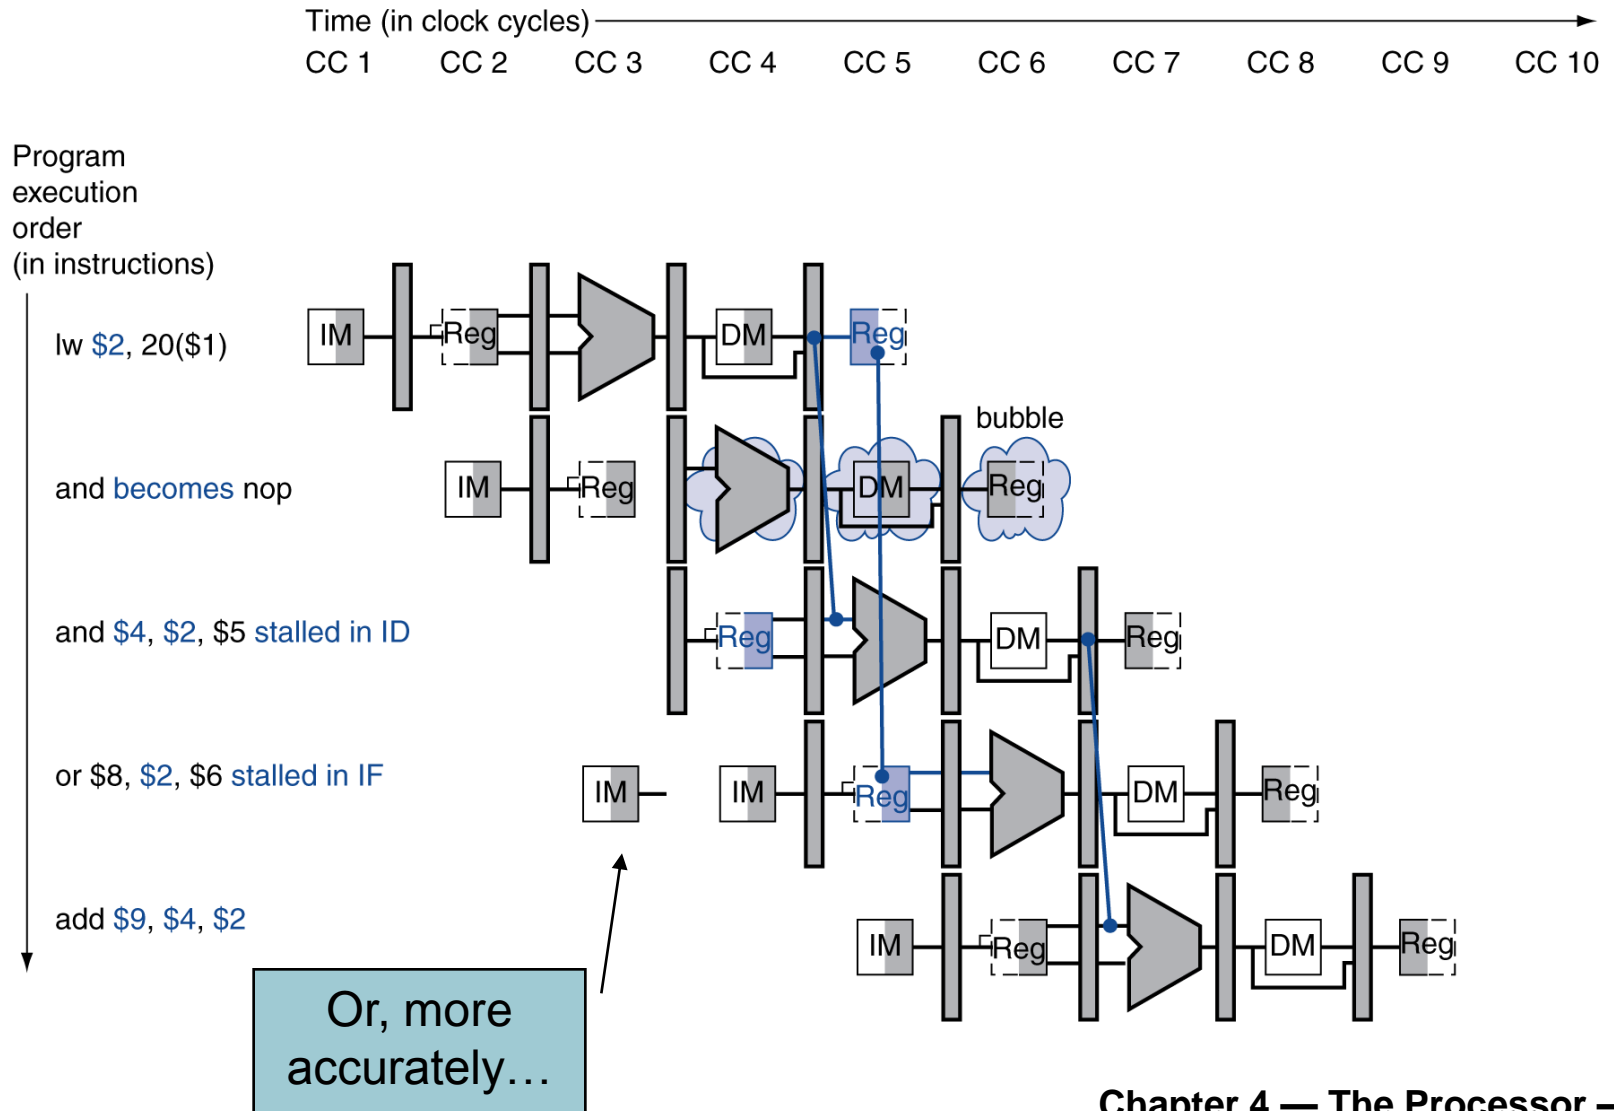 Time (in clock cycles)
CC 1 CC 2 CC 3 CC 4 CC 5 CC 6 CC 7 CC 8 CC 9 CC 10
Program
execution
order
(in instructions)
lw $2, 20($1)
IM Reg DM Reg
bubble
and becomes nop
IM Reg DM Reg
and $4, $2, $5 stalled in ID
Reg DM Reg
or $8, $2, $6 stalled in IF
IM IM Reg DM Reg
add $9, $4, $2
IM Reg DM Reg
Or, more
accurately…
Chapter 4 — The Processor —